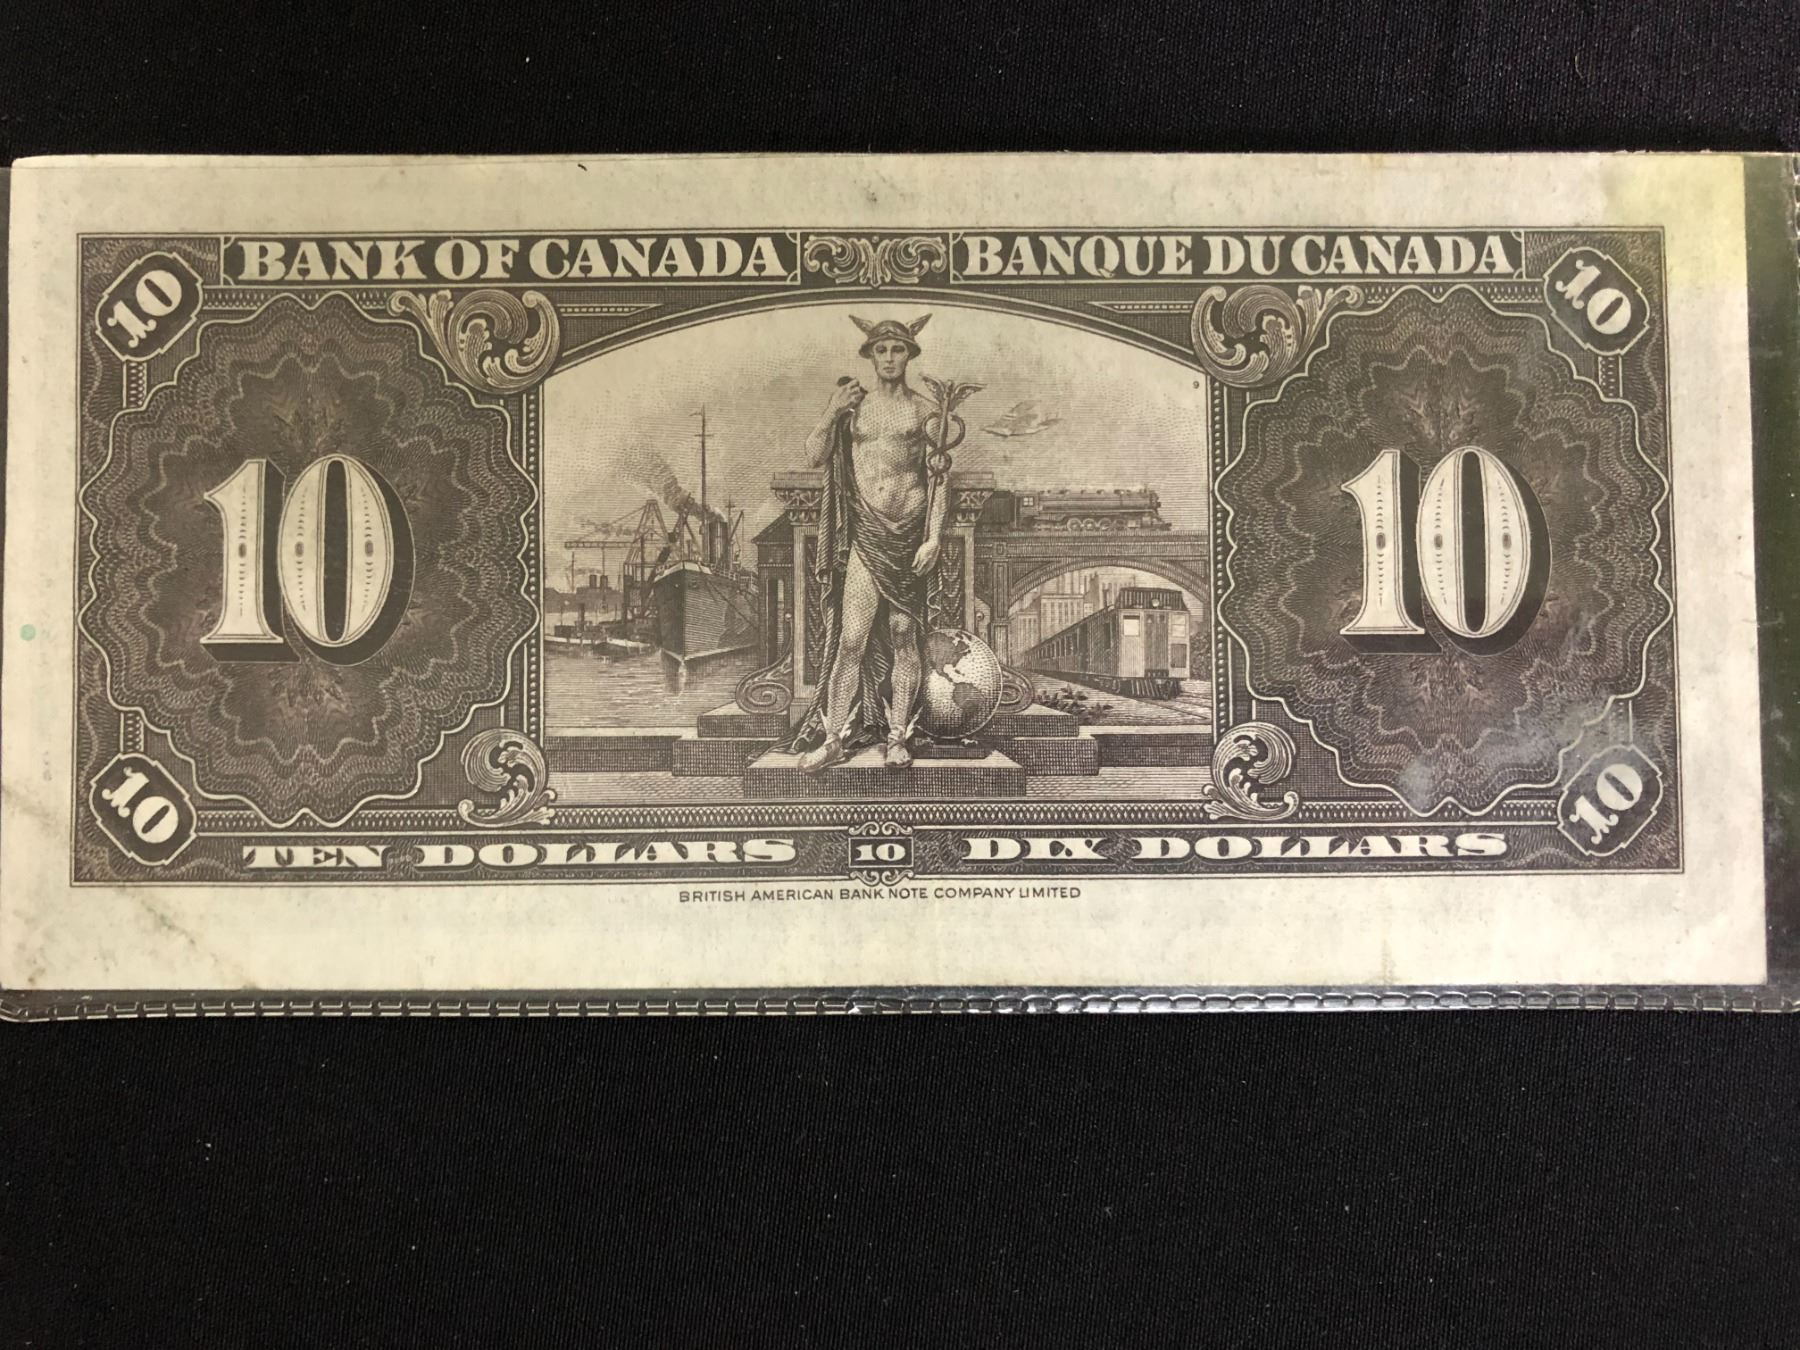 10 BANK OF CANADA BANQUE DU CANADA 10
9
10 10
10 TEN DOLLARS 10 DIX DOLLARS 10
BRITISH AMERICAN BANK NOTE COMPANY LIMITED